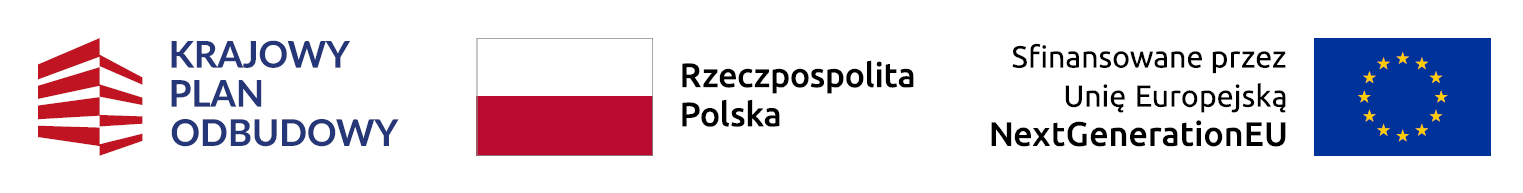 KRAJOWY
PLAN
ODBUDOWY
Rzeczpospolita
Polska
Sfinansowane przez
Unię Europejską
NextGenerationEU